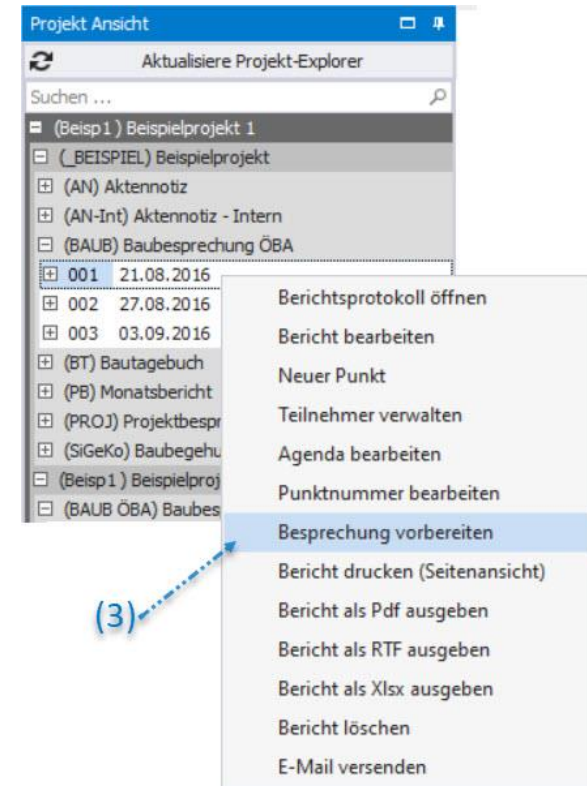 Projekt Ansicht
Aktualisiere Projekt-Explorer
Suchen ...
(Beisp1) Beispielprojekt 1
(_BEISPIEL) Beispielprojekt
(AN) Aktennotiz
(AN-Int) Aktennotiz - Intern
(BAUB) Baubesprechung ÖBA
001 21.08.2016
002 27.08.2016
003 03.09.2016
(BT) Bautagebuch
(PB) Monatsbericht
(PROJ) Projektbespr
(SiGeKo) Baubegehu
(Beisp1) Beispielproj
(BAUB ÖBA) Baubes
Berichtsprotokoll öffnen
Bericht bearbeiten
Neuer Punkt
Teilnehmer verwalten
Agenda bearbeiten
Punktnummer bearbeiten
Besprechung vorbereiten
Bericht drucken (Seitenansicht)
Bericht als Pdf ausgeben
Bericht als RTF ausgeben
Bericht als Xlsx ausgeben
Bericht löschen
E-Mail versenden
(3)